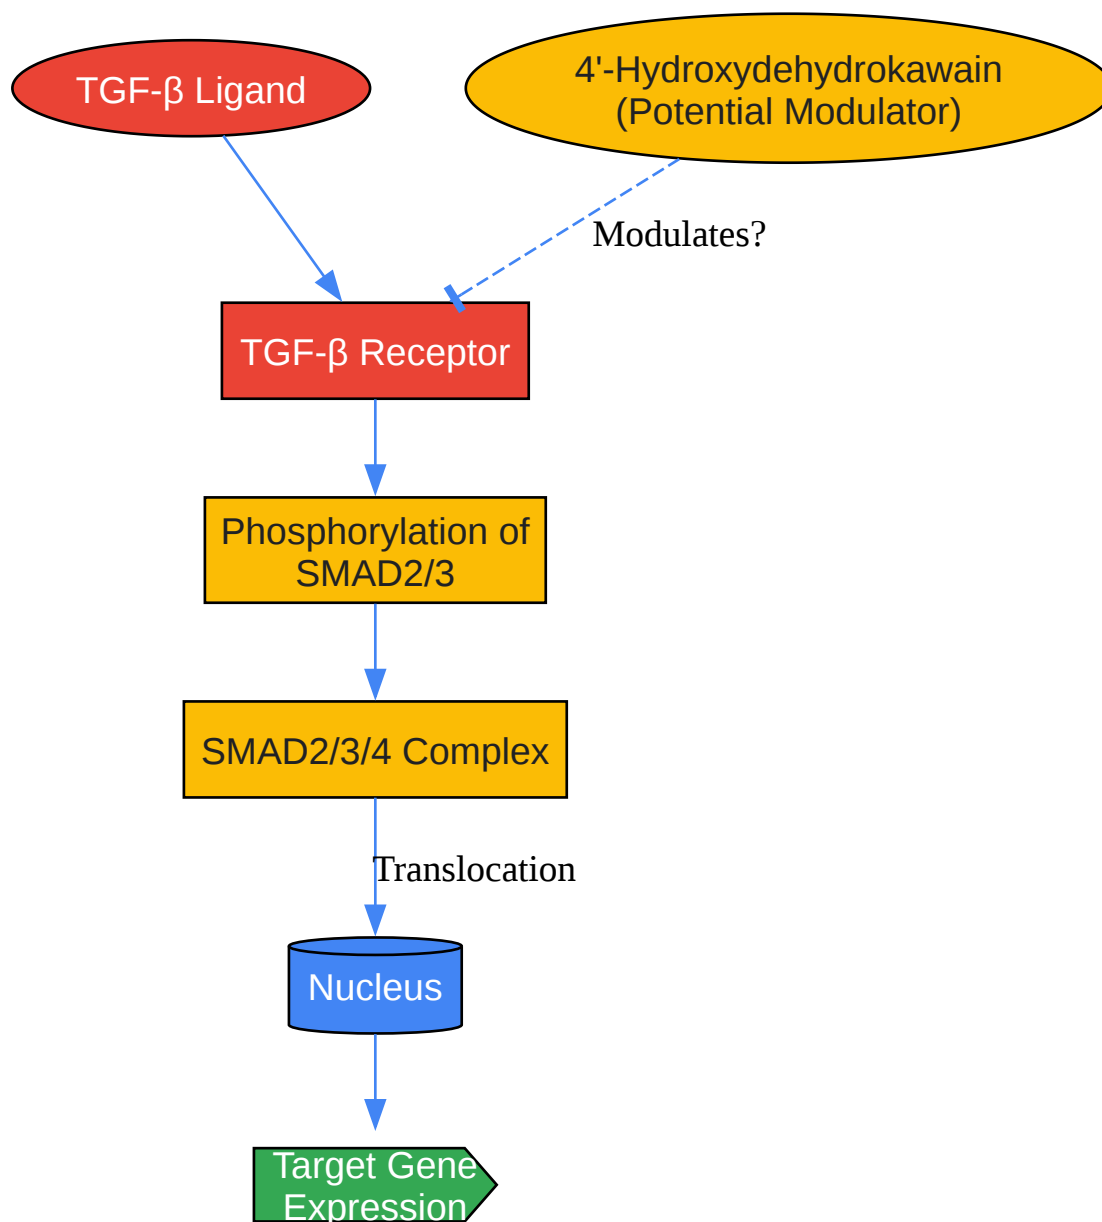 TGF-β Ligand
4'-Hydroxydehydrokawain
(Potential Modulator)
Modulates?
TGF-β Receptor
Phosphorylation of
SMAD2/3
SMAD2/3/4 Complex
Translocation
Nucleus
Target Gene
Expression